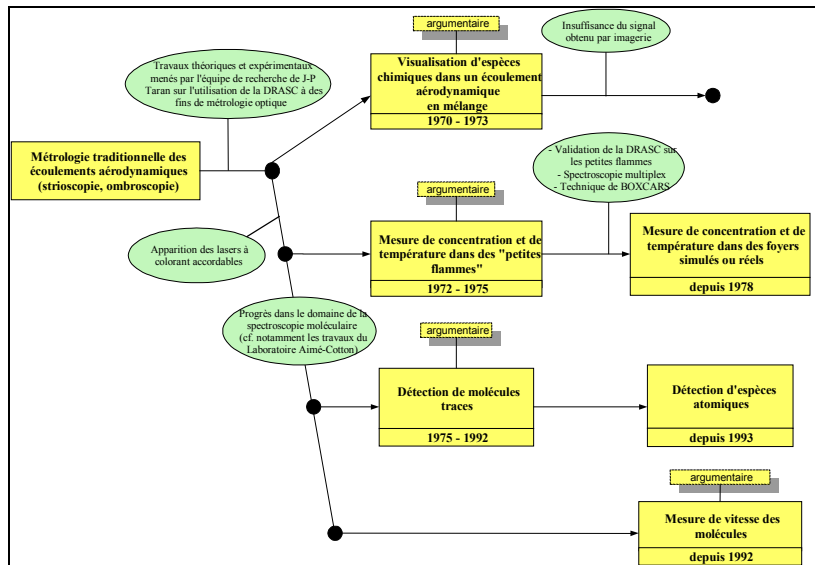 argumentaire
Insuffisance du signal
obtenu par imagerie
Travaux théoriques et expérimentaux
menés par l'équipe de recherche de J-P
Taran sur l'utilisation de la DRASC à des
fins de métrologie optique
Visualisation d'espèces
chimiques dans un écoulement
aérodynamique
en mélange
1970 - 1973
Métrologie traditionnelle des
écoulements aérodynamiques
(strioscopie, ombroscopie)
argumentaire
- Validation de la DRASC sur
les petites flammes
- Spectroscopie multiplex
- Technique de BOXCARS
Apparition des lasers à
colorant accordables
Mesure de concentration et de
température dans des "petites
flammes"
1972 - 1975
Mesure de concentration et de
température dans des foyers
simulés ou réels
depuis 1978
Progrès dans le domaine de la
spectroscopie moléculaire
(cf. notamment les travaux du
Laboratoire Aimé-Cotton)
argumentaire
Détection de molécules
traces
1975 - 1992
Détection d'espèces
atomiques
depuis 1993
argumentaire
Mesure de vitesse des
molécules
depuis 1992